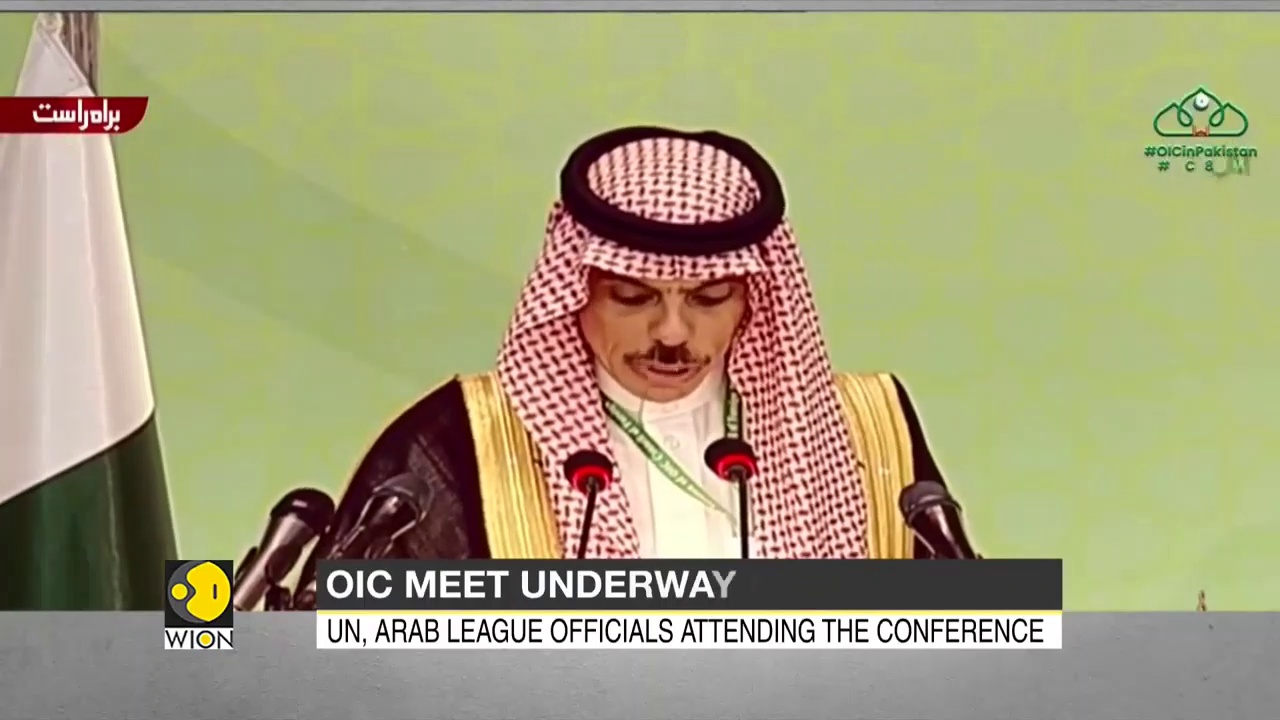 براہ راست
#OICinPakistan
OIC MEET UNDERWAY
UN, ARAB LEAGUE OFFICIALS ATTENDING THE CONFERENCE
WION